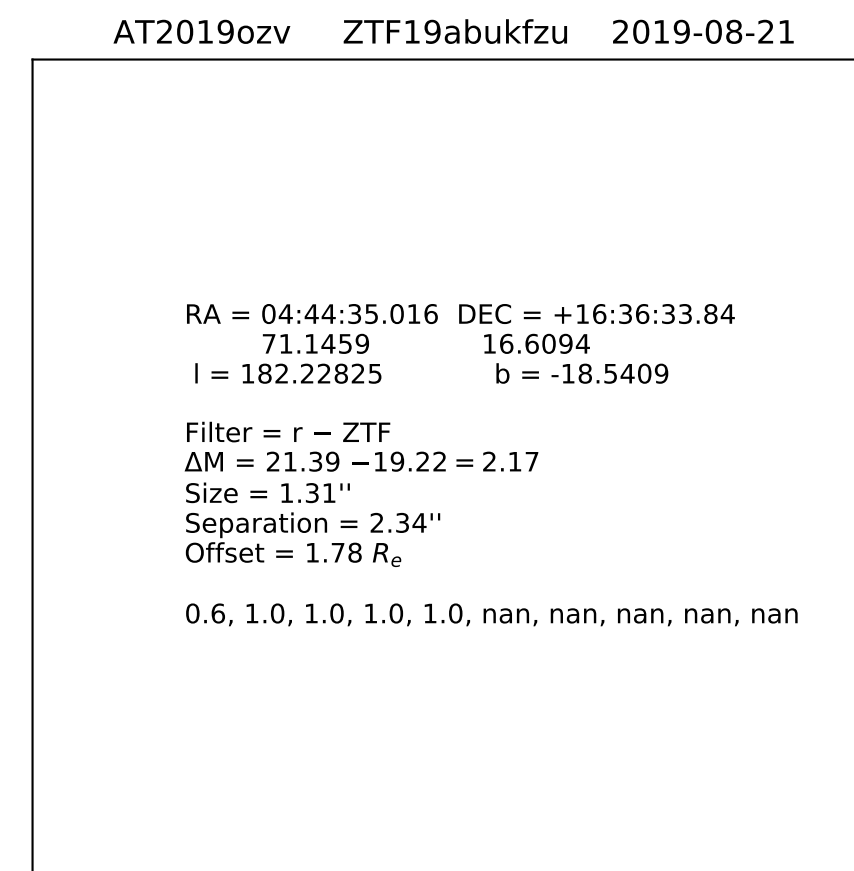 AT2019ozv ZTF19abukfzu 2019-08-21
RA = 04:44:35.016 DEC = +16:36:33.84
71.1459 16.6094
l = 182.22825 b = -18.5409
Filter = r − ZTF
ΔM = 21.39 −19.22 = 2.17
Size = 1.31''
Separation = 2.34''
Offset = 1.78 Rₑ
0.6, 1.0, 1.0, 1.0, 1.0, nan, nan, nan, nan, nan